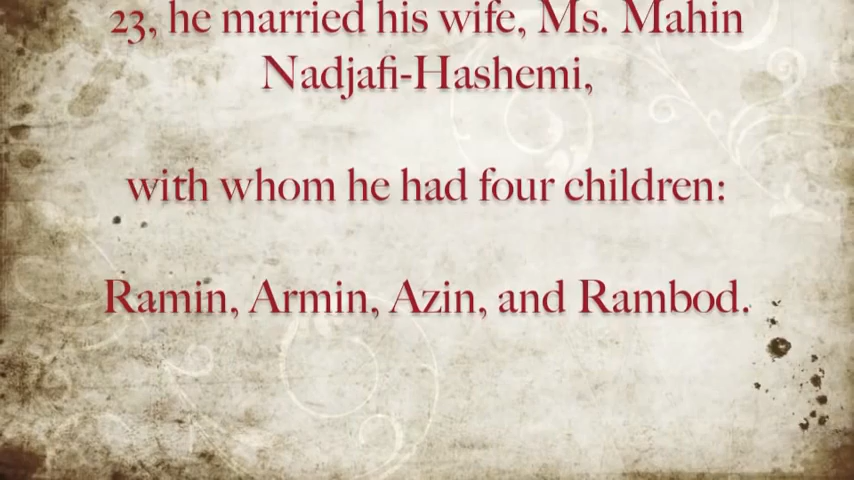 23, he married his wife, Ms. Mahin
Nadjafi-Hashemi,
with whom he had four children:
Ramin, Armin, Azin, and Rambod.